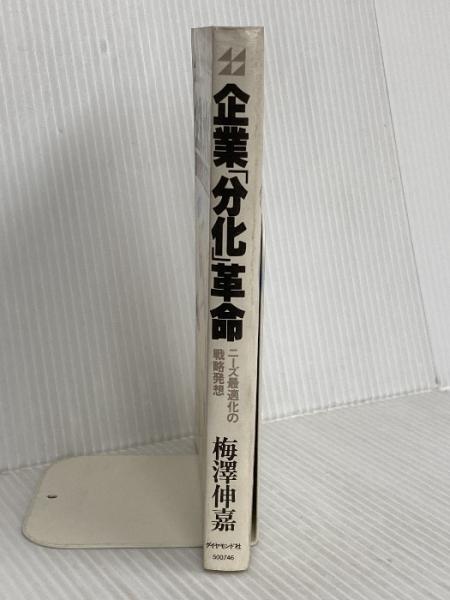 企業「分化」革命
ニーズ最適化の
戦略発想
梅澤伸嘉
ダイヤモンド社
500746